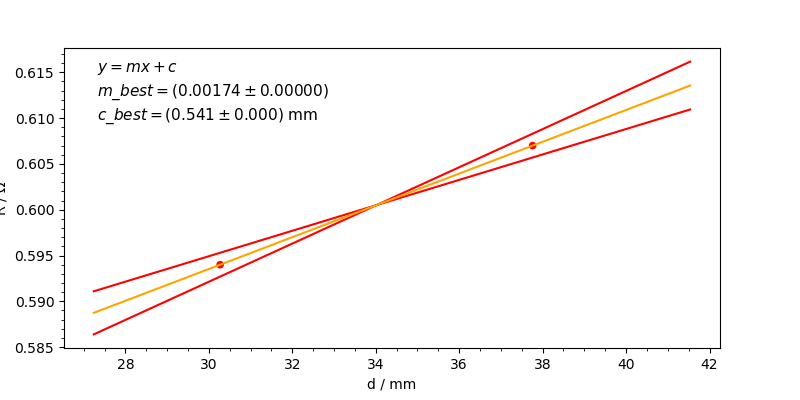 y = mx + c
m_best = (0.00174 ± 0.00000)
c_best = (0.541 ± 0.000) mm
0.615
0.610
0.605
0.600
0.595
0.590
0.585
28 30 32 34 36 38 40 42
d / mm